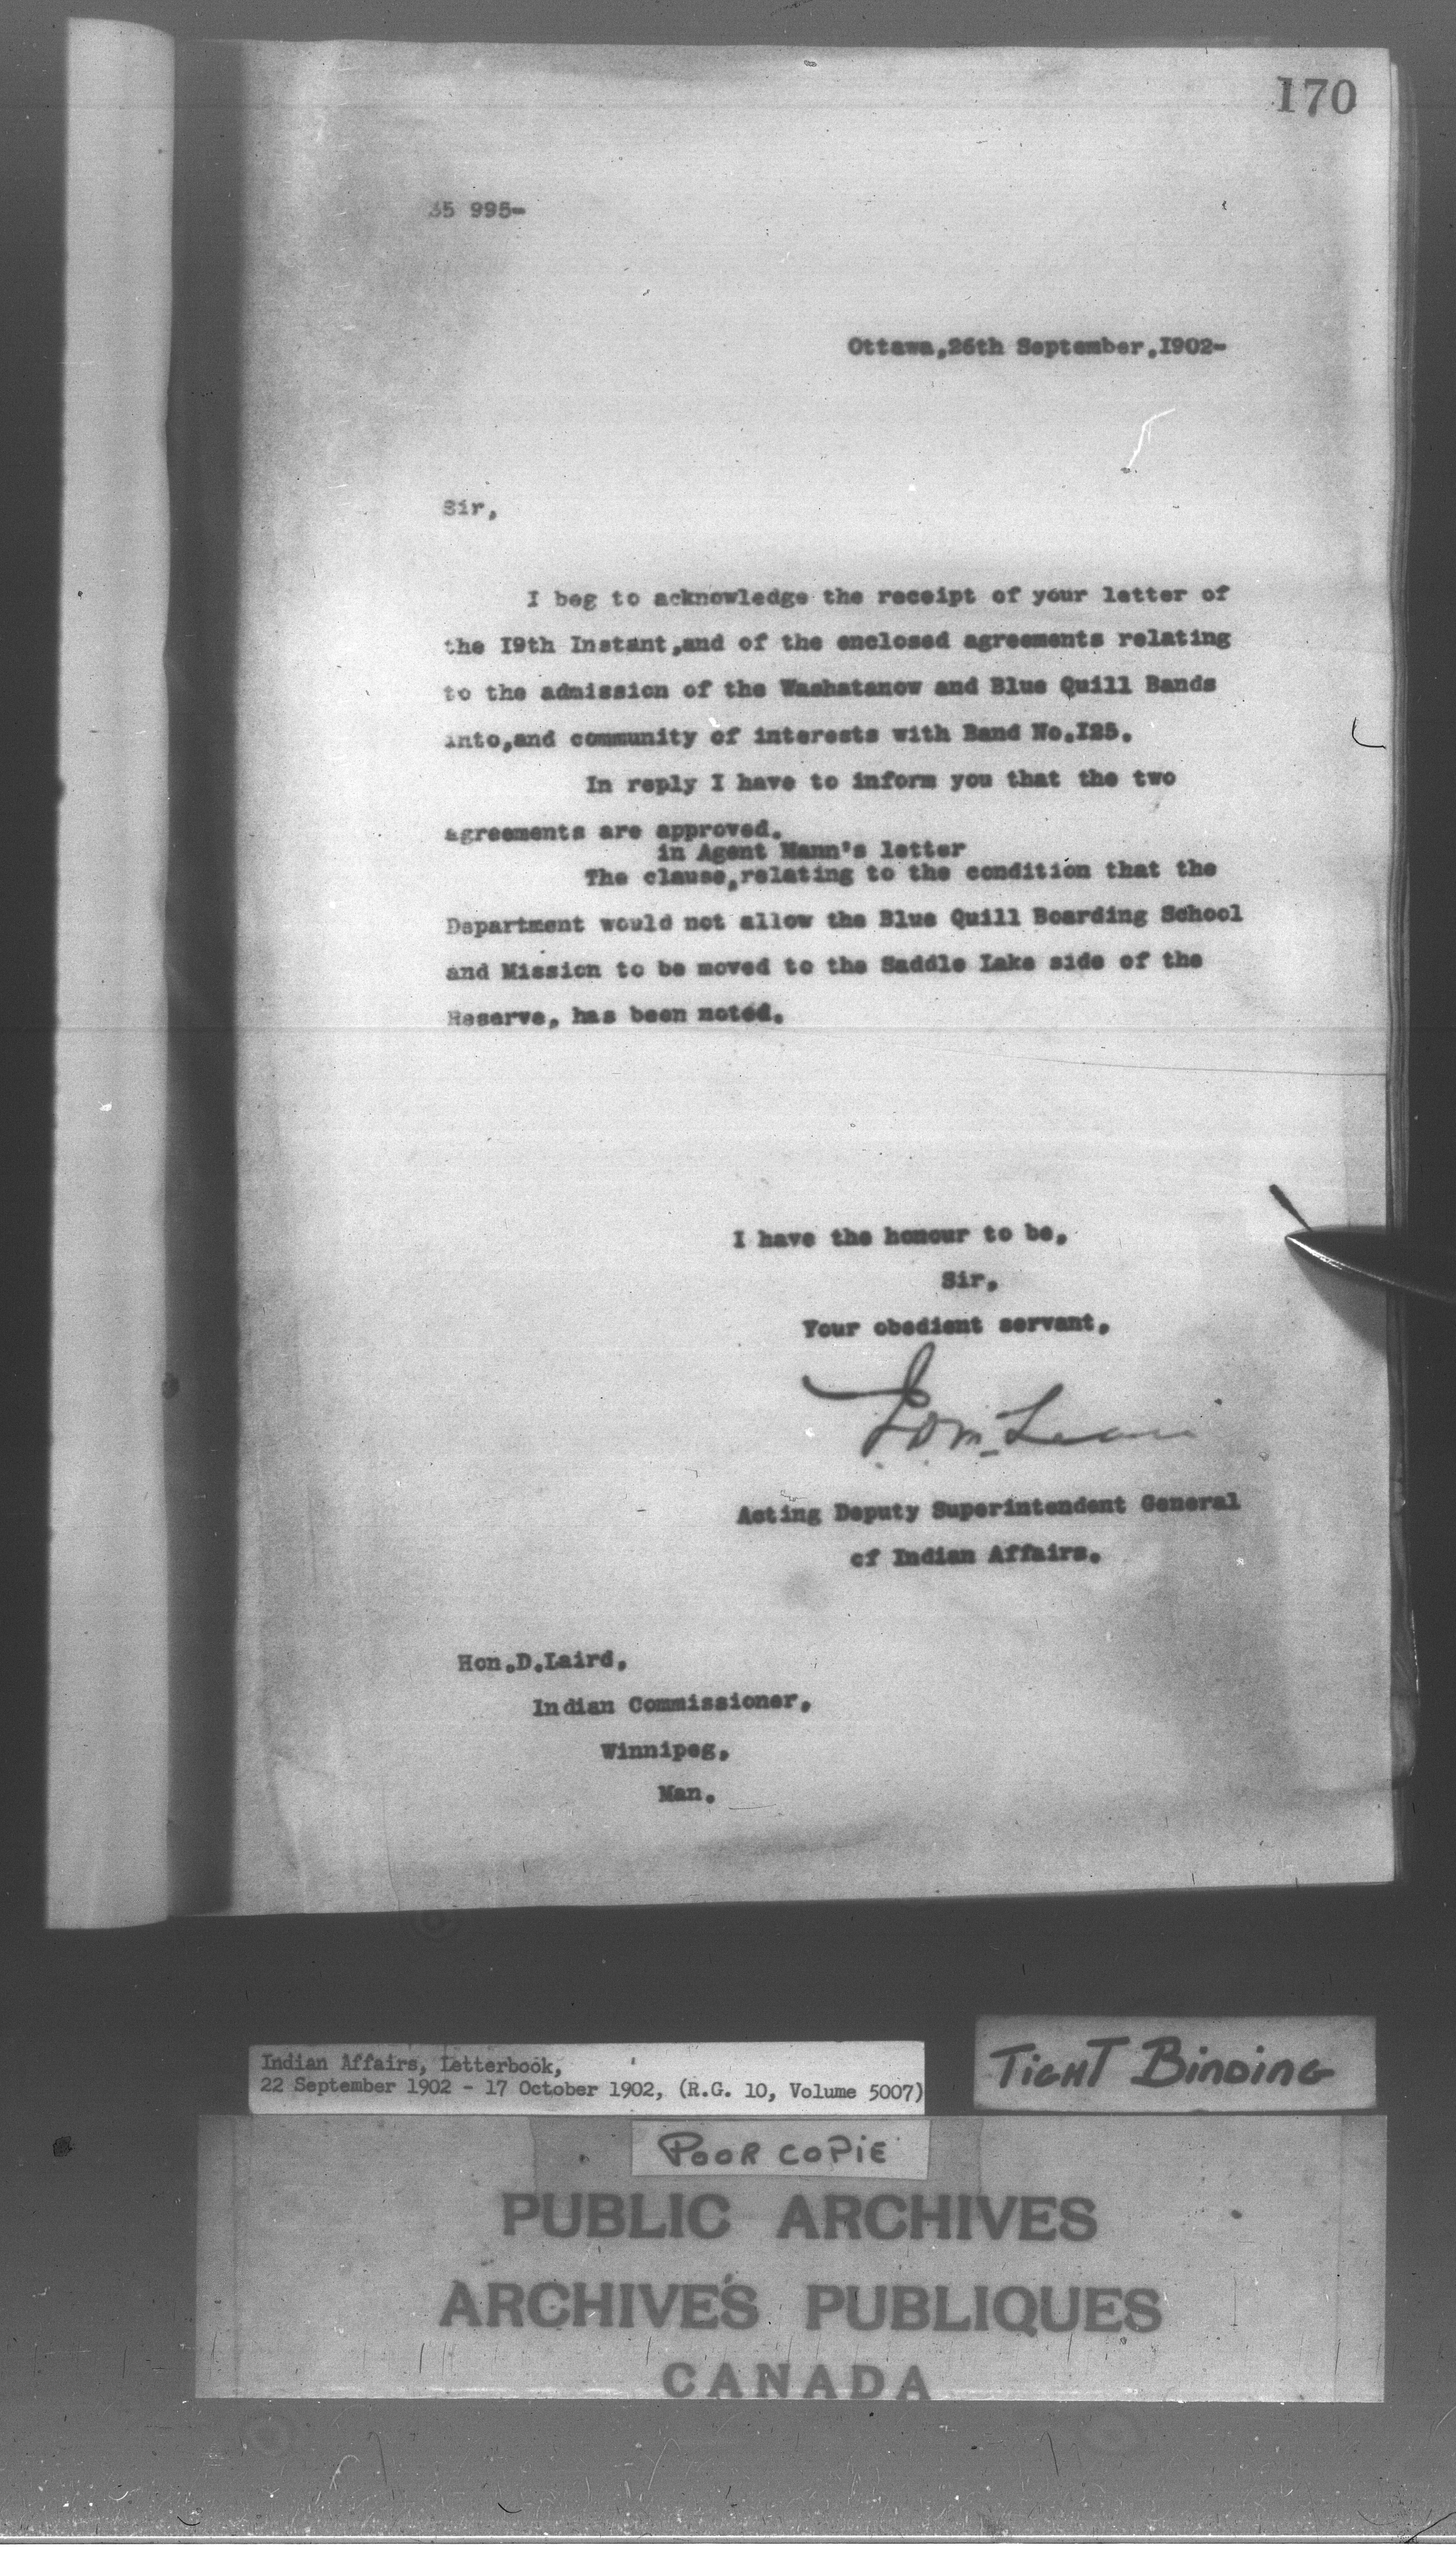 170
35 995-
Ottawa,26th September,I902-
Sir,
I beg to acknowledge the receipt of your letter of
the I9th Instant,and of the enclosed agreements relating
to the admission of the Washatanow and Blue Quill Bands
into,and community of interests with Band No.I25.
In reply I have to inform you that the two
agreements are approved.
in Agent Mann's letter
The clause,relating to the condition that the
Department would not allow the Blue Quill Boarding School
and Mission to be moved to the Saddle Lake side of the
Reserve, has been noted.
I have the honour to be,
Sir,
Your obedient servant,
J.D. McLean
Acting Deputy Superintendent General
of Indian Affairs.
Hon.D.Laird,
Indian Commissioner,
Winnipeg,
Man.
Indian Affairs, Letterbook,
22 September 1902 - 17 October 1902, (R.G. 10, Volume 5007)
TIGHT BINDING
POOR COPIE
PUBLIC ARCHIVES
ARCHIVES PUBLIQUES
CANADA